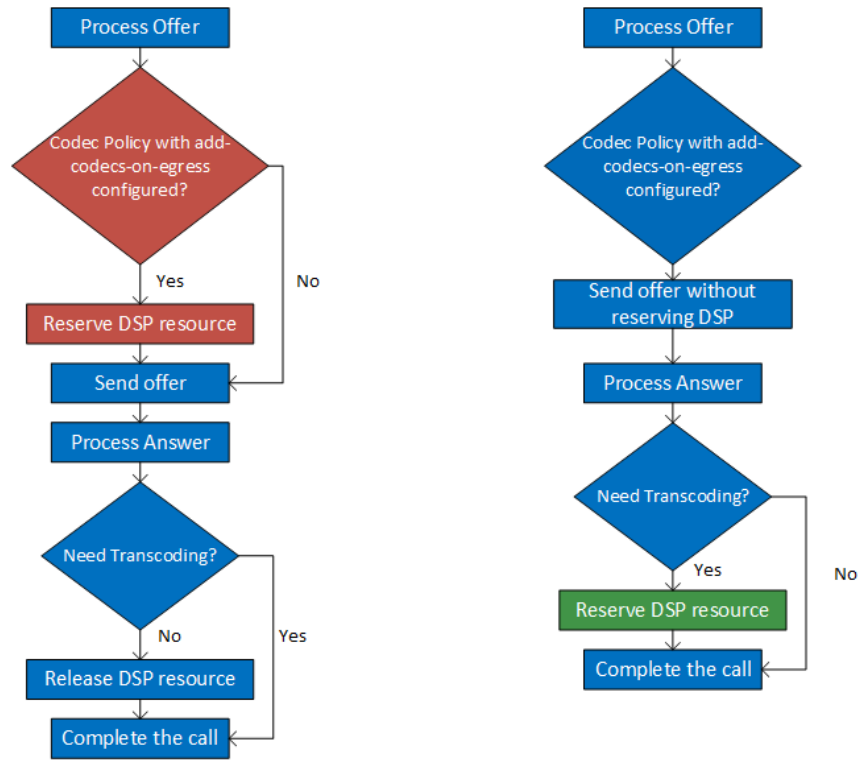 Process Offer
Codec Policy with add-
codecs-on-egress
configured?
Yes
No
Reserve DSP resource
Send offer
Process Answer
Need Transcoding?
No
Yes
Release DSP resource
Complete the call
Process Offer
Codec Policy with add-
codecs-on-egress
configured?
Send offer without
reserving DSP
Process Answer
Need Transcoding?
Yes
No
Reserve DSP resource
Complete the call